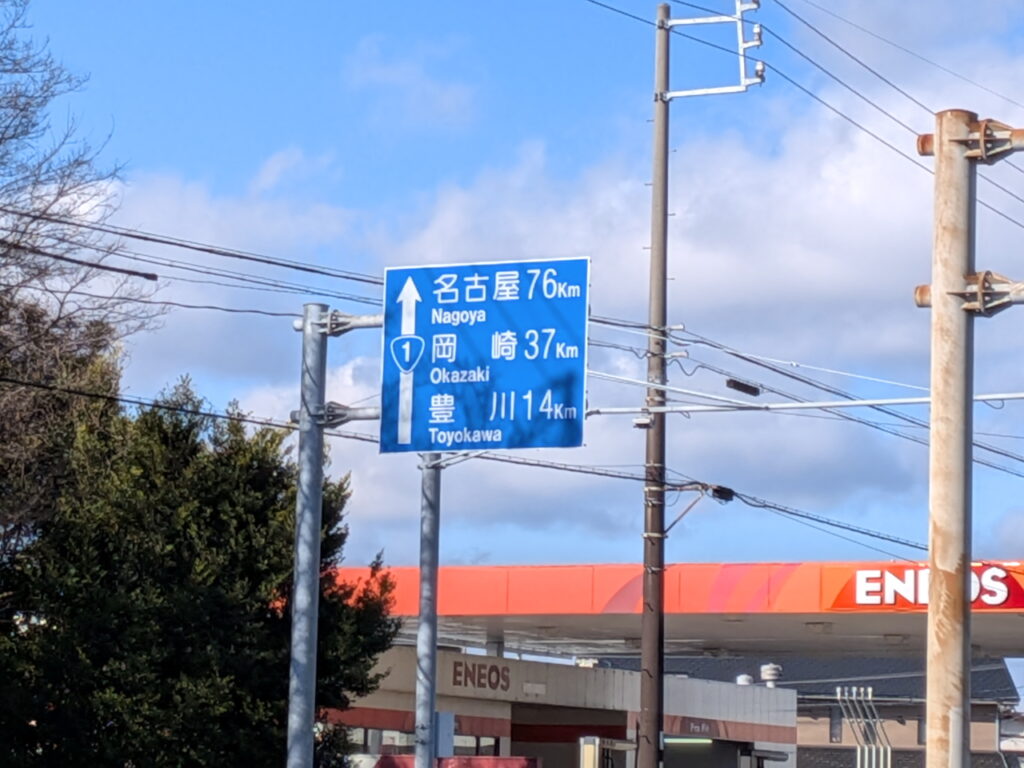 名古屋 76Km
Nagoya
1
岡崎 37Km
Okazaki
豊川 14Km
Toyokawa
ENEOS
ENEOS